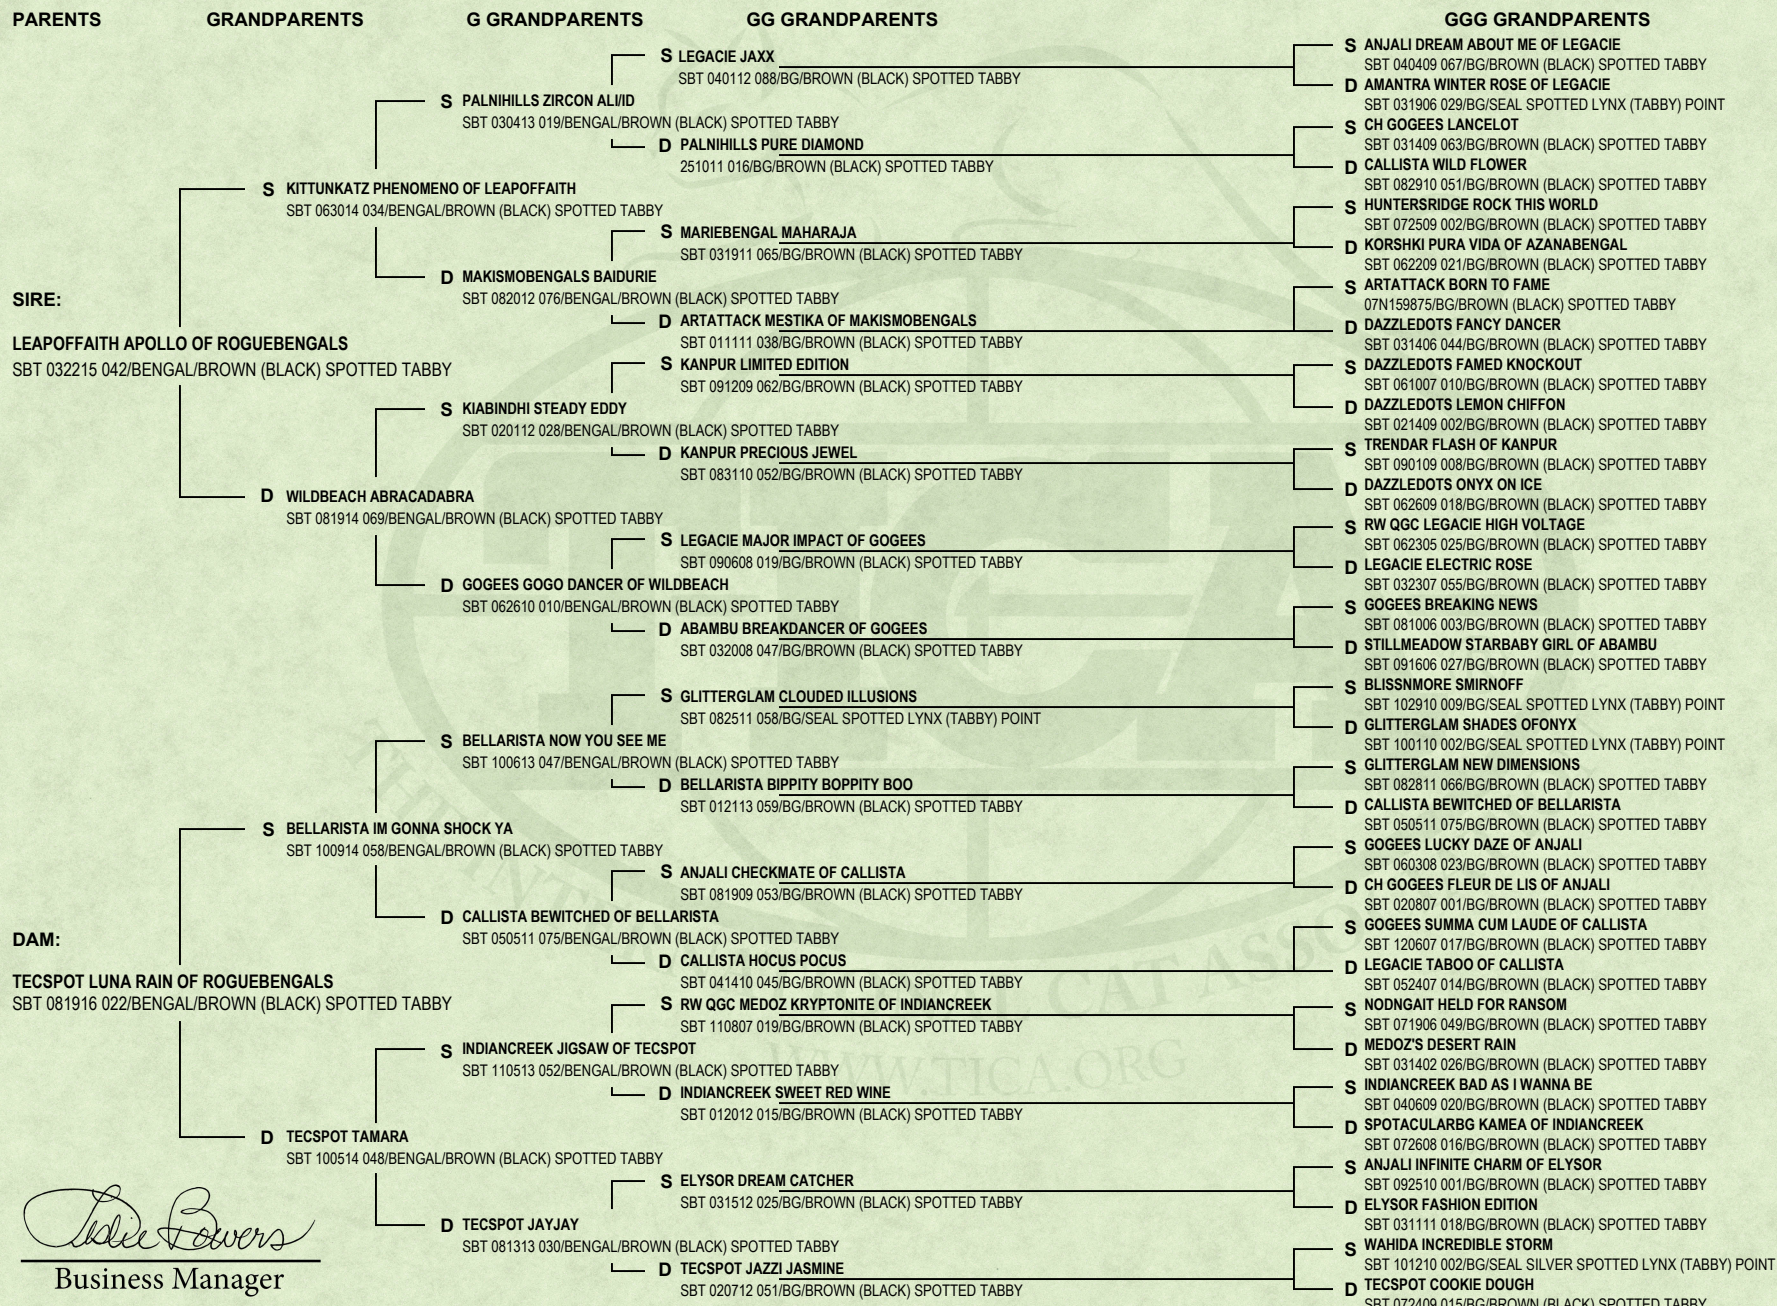 PARENTS GRANDPARENTS G GRANDPARENTS GG GRANDPARENTS GGG GRANDPARENTS
SIRE:
LEAPOFFAITH APOLLO OF ROGUEBENGALS
SBT 032215 042/BENGAL/BROWN (BLACK) SPOTTED TABBY
DAM:
TECSPOT LUNA RAIN OF ROGUEBENGALS
SBT 081916 022/BENGAL/BROWN (BLACK) SPOTTED TABBY
Leslie Bowers
Business Manager
S KITTUNKATZ PHENOMENO OF LEAPOFFAITH
SBT 063014 034/BENGAL/BROWN (BLACK) SPOTTED TABBY
D WILDBEACH ABRACADABRA
SBT 081914 069/BENGAL/BROWN (BLACK) SPOTTED TABBY
S BELLARISTA IM GONNA SHOCK YA
SBT 100914 058/BENGAL/BROWN (BLACK) SPOTTED TABBY
D TECSPOT TAMARA
SBT 100514 048/BENGAL/BROWN (BLACK) SPOTTED TABBY
S PALNIHILLS ZIRCON ALI/ID
SBT 030413 019/BENGAL/BROWN (BLACK) SPOTTED TABBY
D MAKISMOBENGALS BAIDURIE
SBT 082012 076/BENGAL/BROWN (BLACK) SPOTTED TABBY
S KIABINDHI STEADY EDDY
SBT 020112 028/BENGAL/BROWN (BLACK) SPOTTED TABBY
D GOGEES GOGO DANCER OF WILDBEACH
SBT 062610 010/BENGAL/BROWN (BLACK) SPOTTED TABBY
S BELLARISTA NOW YOU SEE ME
SBT 100613 047/BENGAL/BROWN (BLACK) SPOTTED TABBY
D CALLISTA BEWITCHED OF BELLARISTA
SBT 050511 075/BENGAL/BROWN (BLACK) SPOTTED TABBY
S INDIANCREEK JIGSAW OF TECSPOT
SBT 110513 052/BENGAL/BROWN (BLACK) SPOTTED TABBY
D TECSPOT JAYJAY
SBT 081313 030/BENGAL/BROWN (BLACK) SPOTTED TABBY
S LEGACIE JAXX
SBT 040112 088/BG/BROWN (BLACK) SPOTTED TABBY
D PALNIHILLS PURE DIAMOND
251011 016/BG/BROWN (BLACK) SPOTTED TABBY
S MARIEBENGAL MAHARAJA
SBT 031911 065/BG/BROWN (BLACK) SPOTTED TABBY
D ARTATTACK MESTIKA OF MAKISMOBENGALS
SBT 011111 038/BG/BROWN (BLACK) SPOTTED TABBY
S KANPUR LIMITED EDITION
SBT 091209 062/BG/BROWN (BLACK) SPOTTED TABBY
D KANPUR PRECIOUS JEWEL
SBT 083110 052/BG/BROWN (BLACK) SPOTTED TABBY
S LEGACIE MAJOR IMPACT OF GOGEES
SBT 090608 019/BG/BROWN (BLACK) SPOTTED TABBY
D ABAMBU BREAKDANCER OF GOGEES
SBT 032008 047/BG/BROWN (BLACK) SPOTTED TABBY
S GLITTERGLAM CLOUDED ILLUSIONS
SBT 082511 058/BG/SEAL SPOTTED LYNX (TABBY) POINT
D BELLARISTA BIPPITY BOPPITY BOO
SBT 012113 059/BG/BROWN (BLACK) SPOTTED TABBY
S ANJALI CHECKMATE OF CALLISTA
SBT 081909 053/BG/BROWN (BLACK) SPOTTED TABBY
D CALLISTA HOCUS POCUS
SBT 041410 045/BG/BROWN (BLACK) SPOTTED TABBY
S RW QGC MEDOZ KRYPTONITE OF INDIANCREEK
SBT 110807 019/BG/BROWN (BLACK) SPOTTED TABBY
D INDIANCREEK SWEET RED WINE
SBT 012012 015/BG/BROWN (BLACK) SPOTTED TABBY
S ELYSOR DREAM CATCHER
SBT 031512 025/BG/BROWN (BLACK) SPOTTED TABBY
D TECSPOT JAZZI JASMINE
SBT 020712 051/BG/BROWN (BLACK) SPOTTED TABBY
S ANJALI DREAM ABOUT ME OF LEGACIE
SBT 040409 067/BG/BROWN (BLACK) SPOTTED TABBY
D AMANTRA WINTER ROSE OF LEGACIE
SBT 031906 029/BG/SEAL SPOTTED LYNX (TABBY) POINT
S CH GOGEES LANCELOT
SBT 031409 063/BG/BROWN (BLACK) SPOTTED TABBY
D CALLISTA WILD FLOWER
SBT 082910 051/BG/BROWN (BLACK) SPOTTED TABBY
S HUNTERSRIDGE ROCK THIS WORLD
SBT 072509 002/BG/BROWN (BLACK) SPOTTED TABBY
D KORSHKI PURA VIDA OF AZANABENGAL
SBT 062209 021/BG/BROWN (BLACK) SPOTTED TABBY
S ARTATTACK BORN TO FAME
07N159875/BG/BROWN (BLACK) SPOTTED TABBY
D DAZZLEDOTS FANCY DANCER
SBT 031406 044/BG/BROWN (BLACK) SPOTTED TABBY
S DAZZLEDOTS FAMED KNOCKOUT
SBT 061007 010/BG/BROWN (BLACK) SPOTTED TABBY
D DAZZLEDOTS LEMON CHIFFON
SBT 021409 002/BG/BROWN (BLACK) SPOTTED TABBY
S TRENDAR FLASH OF KANPUR
SBT 090109 008/BG/BROWN (BLACK) SPOTTED TABBY
D DAZZLEDOTS ONYX ON ICE
SBT 062609 018/BG/BROWN (BLACK) SPOTTED TABBY
S RW QGC LEGACIE HIGH VOLTAGE
SBT 062305 025/BG/BROWN (BLACK) SPOTTED TABBY
D LEGACIE ELECTRIC ROSE
SBT 032307 055/BG/BROWN (BLACK) SPOTTED TABBY
S GOGEES BREAKING NEWS
SBT 081006 003/BG/BROWN (BLACK) SPOTTED TABBY
D STILLMEADOW STARBABY GIRL OF ABAMBU
SBT 091606 027/BG/BROWN (BLACK) SPOTTED TABBY
S BLISSNMORE SMIRNOFF
SBT 102910 009/BG/SEAL SPOTTED LYNX (TABBY) POINT
D GLITTERGLAM SHADES OFONYX
SBT 100110 002/BG/SEAL SPOTTED LYNX (TABBY) POINT
S GLITTERGLAM NEW DIMENSIONS
SBT 082811 066/BG/BROWN (BLACK) SPOTTED TABBY
D CALLISTA BEWITCHED OF BELLARISTA
SBT 050511 075/BG/BROWN (BLACK) SPOTTED TABBY
S GOGEES LUCKY DAZE OF ANJALI
SBT 060308 023/BG/BROWN (BLACK) SPOTTED TABBY
D CH GOGEES FLEUR DE LIS OF ANJALI
SBT 020807 001/BG/BROWN (BLACK) SPOTTED TABBY
S GOGEES SUMMA CUM LAUDE OF CALLISTA
SBT 120607 017/BG/BROWN (BLACK) SPOTTED TABBY
D LEGACIE TABOO OF CALLISTA
SBT 052407 014/BG/BROWN (BLACK) SPOTTED TABBY
S NODNGAIT HELD FOR RANSOM
SBT 071906 049/BG/BROWN (BLACK) SPOTTED TABBY
D MEDOZ'S DESERT RAIN
SBT 031402 026/BG/BROWN (BLACK) SPOTTED TABBY
S INDIANCREEK BAD AS I WANNA BE
SBT 040609 020/BG/BROWN (BLACK) SPOTTED TABBY
D SPOTACULARBG KAMEA OF INDIANCREEK
SBT 072608 016/BG/BROWN (BLACK) SPOTTED TABBY
S ANJALI INFINITE CHARM OF ELYSOR
SBT 092510 001/BG/BROWN (BLACK) SPOTTED TABBY
D ELYSOR FASHION EDITION
SBT 031111 018/BG/BROWN (BLACK) SPOTTED TABBY
S WAHIDA INCREDIBLE STORM
SBT 101210 002/BG/SEAL SILVER SPOTTED LYNX (TABBY) POINT
D TECSPOT COOKIE DOUGH
SBT 072409 015/BG/BROWN (BLACK) SPOTTED TABBY
TICA
CAT ASSO
WWW.TICA.ORG